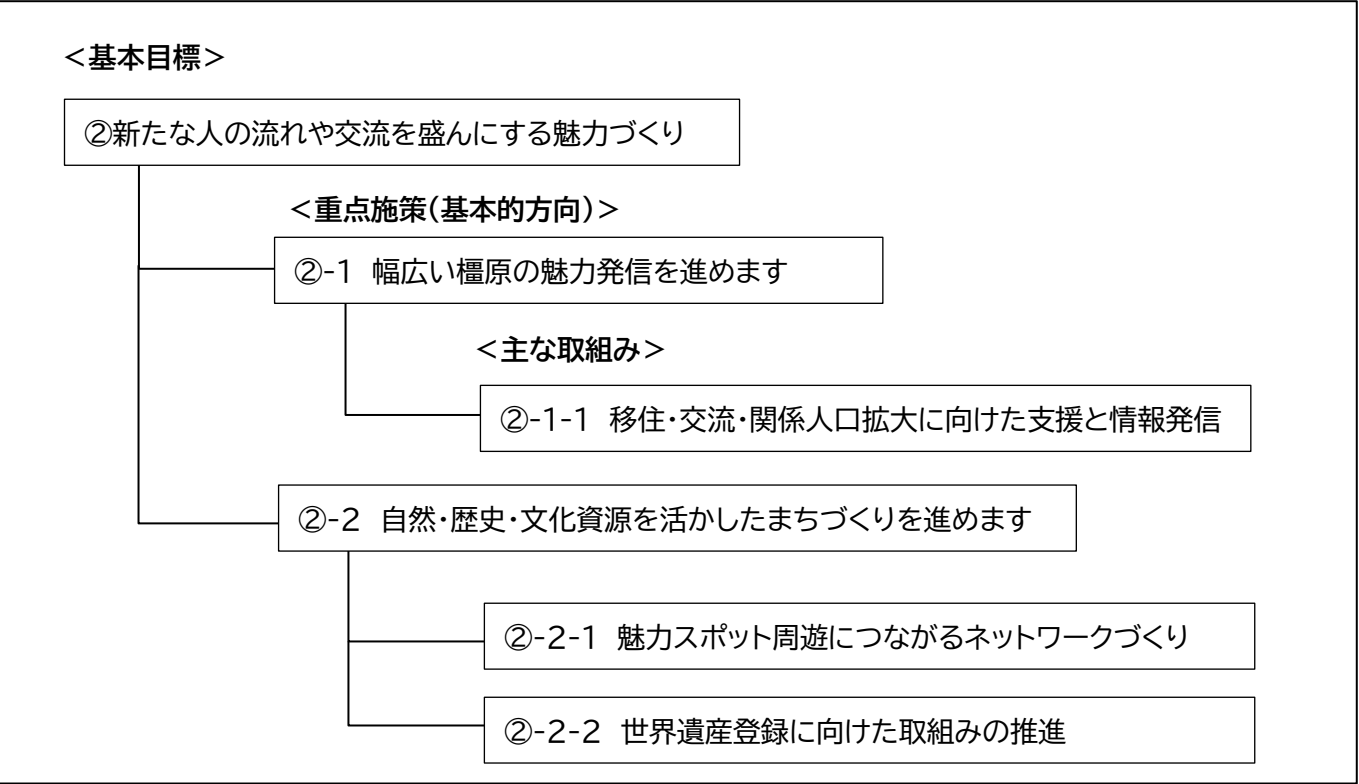 ＜基本目標＞
②新たな人の流れや交流を盛んにする魅力づくり
＜重点施策(基本的方向)＞
②-1 幅広い橿原の魅力発信を進めます
＜主な取組み＞
②-1-1 移住・交流・関係人口拡大に向けた支援と情報発信
②-2 自然・歴史・文化資源を活かしたまちづくりを進めます
②-2-1 魅力スポット周遊につながるネットワークづくり
②-2-2 世界遺産登録に向けた取組みの推進